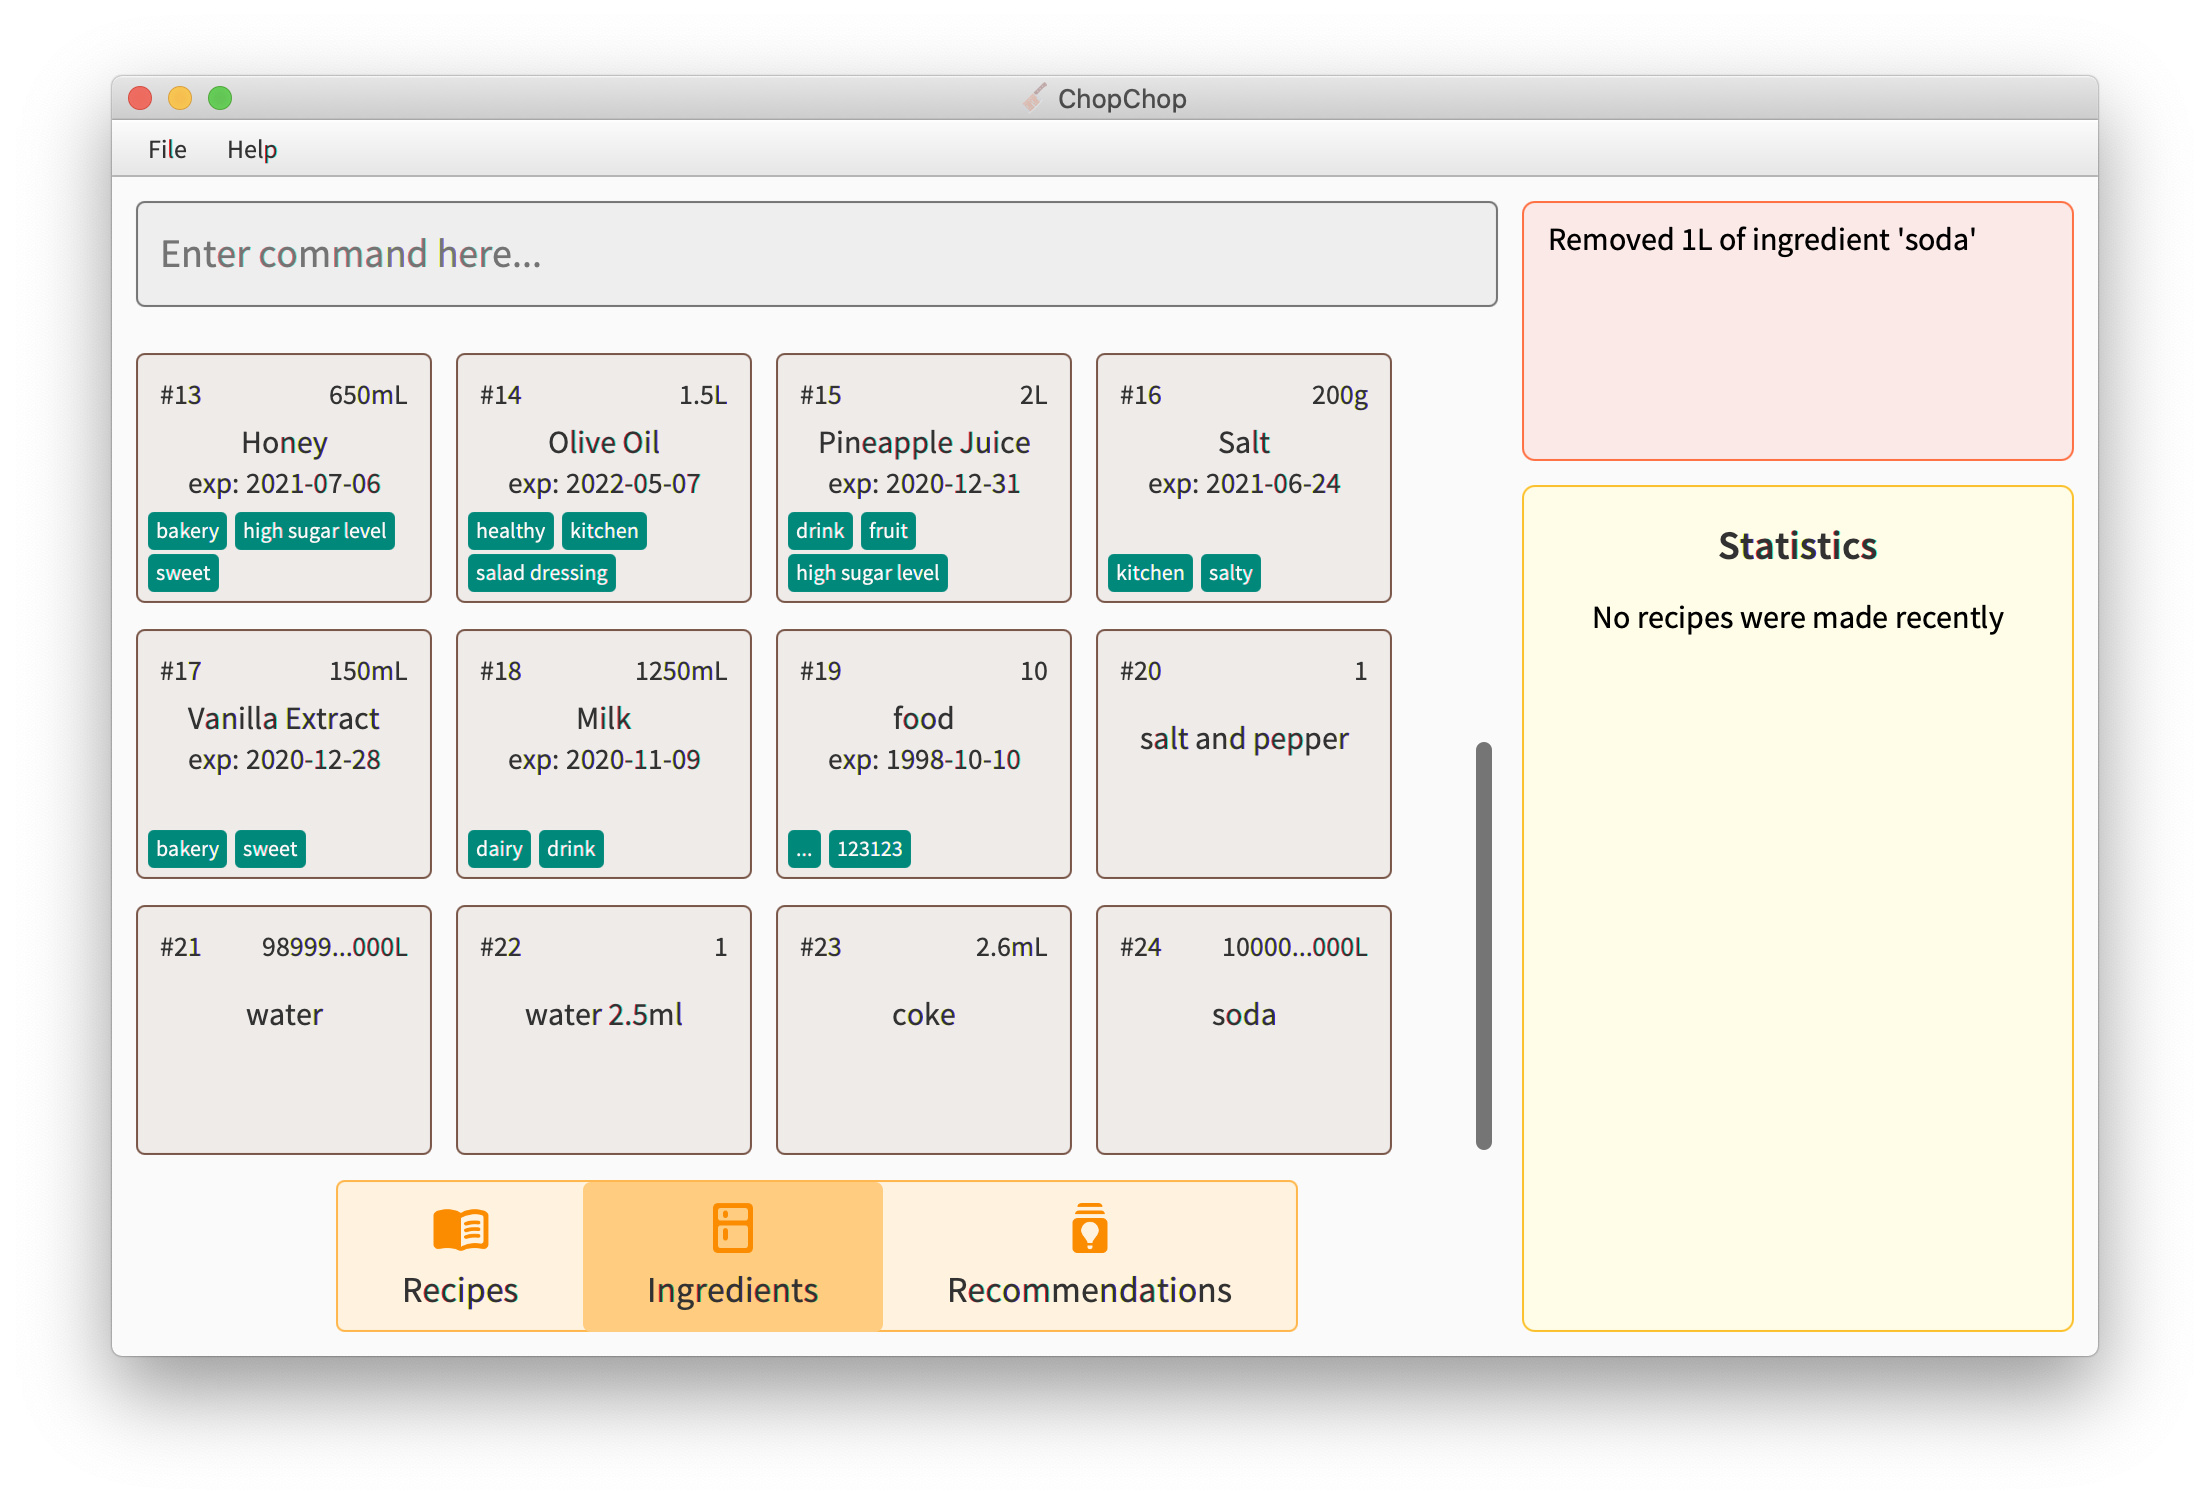 ChopChop
File Help
Enter command here...
Removed 1L of ingredient 'soda'
#13 650mL
Honey
exp: 2021-07-06
bakery high sugar level
sweet
#14 1.5L
Olive Oil
exp: 2022-05-07
healthy kitchen
salad dressing
#15 2L
Pineapple Juice
exp: 2020-12-31
drink fruit
high sugar level
#16 200g
Salt
exp: 2021-06-24
kitchen salty
#17 150mL
Vanilla Extract
exp: 2020-12-28
bakery sweet
#18 1250mL
Milk
exp: 2020-11-09
dairy drink
#19 10
food
exp: 1998-10-10
... 123123
#20 1
salt and pepper
#21 98999...000L
water
#22 1
water 2.5ml
#23 2.6mL
coke
#24 10000...000L
soda
Statistics
No recipes were made recently
Recipes Ingredients Recommendations